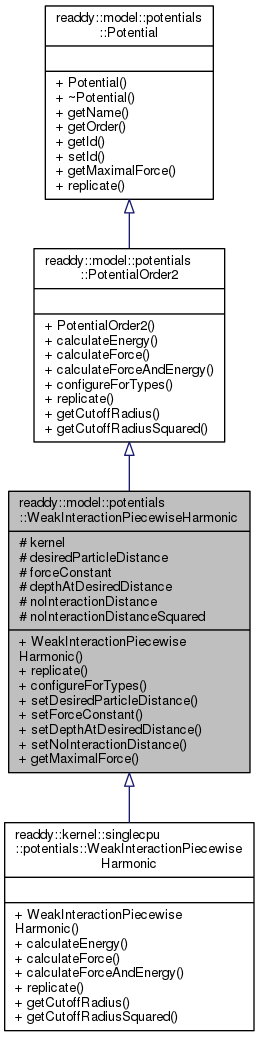 readdy::model::potentials
::Potential
+ Potential()
+ ~Potential()
+ getName()
+ getOrder()
+ getId()
+ setId()
+ getMaximalForce()
+ replicate()
readdy::model::potentials
::PotentialOrder2
+ PotentialOrder2()
+ calculateEnergy()
+ calculateForce()
+ calculateForceAndEnergy()
+ configureForTypes()
+ replicate()
+ getCutoffRadius()
+ getCutoffRadiusSquared()
readdy::model::potentials
::WeakInteractionPiecewiseHarmonic
# kernel
# desiredParticleDistance
# forceConstant
# depthAtDesiredDistance
# noInteractionDistance
# noInteractionDistanceSquared
+ WeakInteractionPiecewise
Harmonic()
+ replicate()
+ configureForTypes()
+ setDesiredParticleDistance()
+ setForceConstant()
+ setDepthAtDesiredDistance()
+ setNoInteractionDistance()
+ getMaximalForce()
readdy::kernel::singlecpu
::potentials::WeakInteractionPiecewise
Harmonic
+ WeakInteractionPiecewise
Harmonic()
+ calculateEnergy()
+ calculateForce()
+ calculateForceAndEnergy()
+ replicate()
+ getCutoffRadius()
+ getCutoffRadiusSquared()